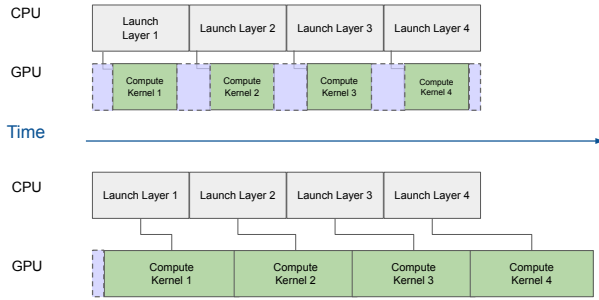 CPU
Launch
Layer 1
Launch Layer 2
Launch Layer 3
Launch Layer 4
GPU
Compute
Kernel 1
Compute
Kernel 2
Compute
Kernel 3
Compute
Kernel 4
Time
CPU
Launch Layer 1
Launch Layer 2
Launch Layer 3
Launch Layer 4
GPU
Compute
Kernel 1
Compute
Kernel 2
Compute
Kernel 3
Compute
Kernel 4